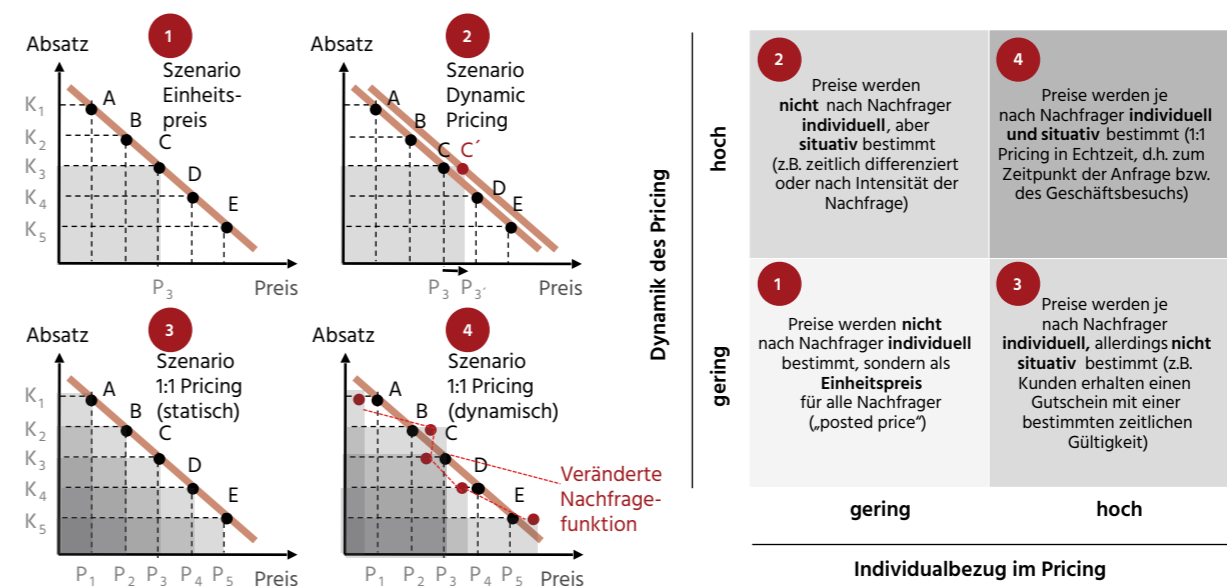 1
Absatz
Szenario
Einheits-
preis
K1
K2
K3
K4
K5
A
B
C
D
E
P3
Preis
2
Absatz
Szenario
Dynamic
Pricing
A
B
C
C´
D
E
P3
P3´
Preis
3
Absatz
Szenario
1:1 Pricing
(statisch)
K1
K2
K3
K4
K5
A
B
C
D
E
P1
P2
P3
P4
P5
Preis
4
Absatz
Szenario
1:1 Pricing
(dynamisch)
A
B
C
D
E
Veränderte
Nachfrage-
funktion
P1
P2
P3
P4
P5
Preis
Dynamik des Pricing
hoch
gering
2
Preise werden
nicht nach Nachfrager
individuell, aber
situativ bestimmt
(z.B. zeitlich differenziert
oder nach Intensität der
Nachfrage)
4
Preise werden je
nach Nachfrager individuell
und situativ bestimmt (1:1
Pricing in Echtzeit, d.h. zum
Zeitpunkt der Anfrage bzw.
des Geschäftsbesuchs)
1
Preise werden nicht
nach Nachfrager individuell
bestimmt, sondern als
Einheitspreis
für alle Nachfrager
(„posted price“)
3
Preise werden je
nach Nachfrager
individuell, allerdings nicht
situativ bestimmt (z.B.
Kunden erhalten einen
Gutschein mit einer
bestimmten zeitlichen
Gültigkeit)
gering
hoch
Individualbezug im Pricing